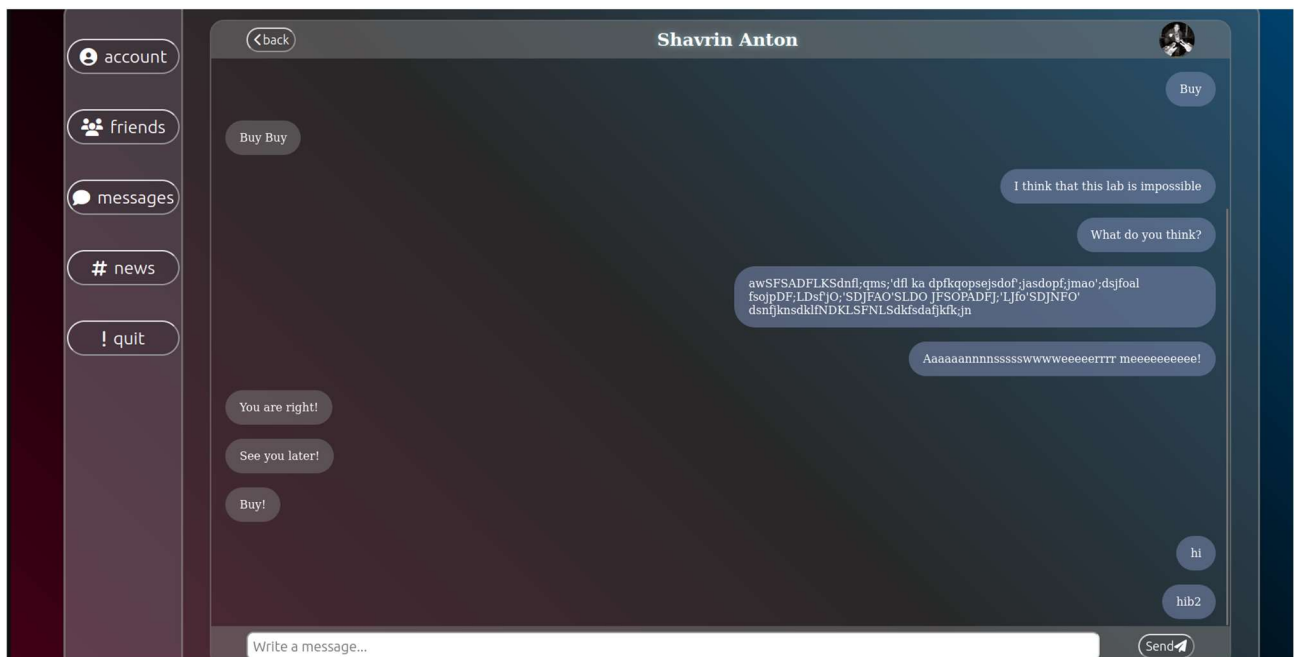 account
friends
messages
# news
! quit
back
Shavrin Anton
Buy
Buy Buy
I think that this lab is impossible
What do you think?
awSFSADFLKSdnfl;qms;'dfl ka dpfkqopsejsdof';jasdopf;jmao';dsjfoal
fsojpDF;LDsf'jO;'SDJFAO'SLDO JFSOPADFJ;'LJfo'SDJNFO'
dsnfjknsdklfNDKLSFNLSdkfsdafjkfk;jn
Aaaaaannnnsssswwwweeeeerrrr meeeeeeeeee!
You are right!
See you later!
Buy!
hi
hib2
Write a message...
Send